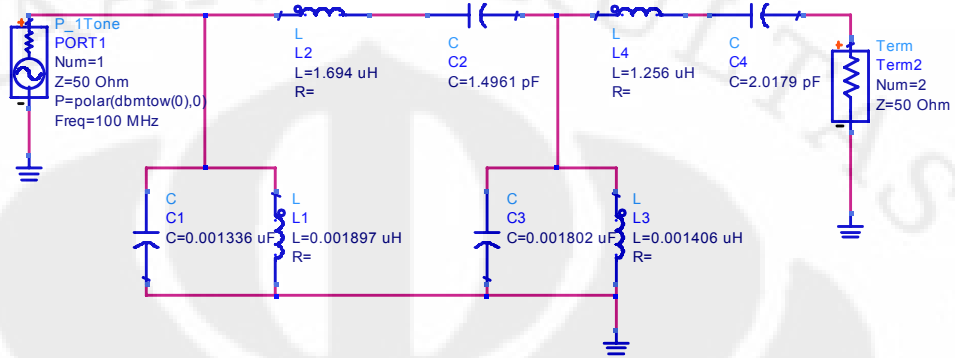 P_1Tone
PORT1
Num=1
Z=50 Ohm
P=polar(dbmtow(0),0)
Freq=100 MHz
L
L2
L=1.694 uH
R=
C
C2
C=1.4961 pF
L
L4
L=1.256 uH
R=
C
C4
C=2.0179 pF
Term
Term2
Num=2
Z=50 Ohm
C
C1
C=0.001336 uF
L
L1
L=0.001897 uH
R=
C
C3
C=0.001802 uF
L
L3
L=0.001406 uH
R=